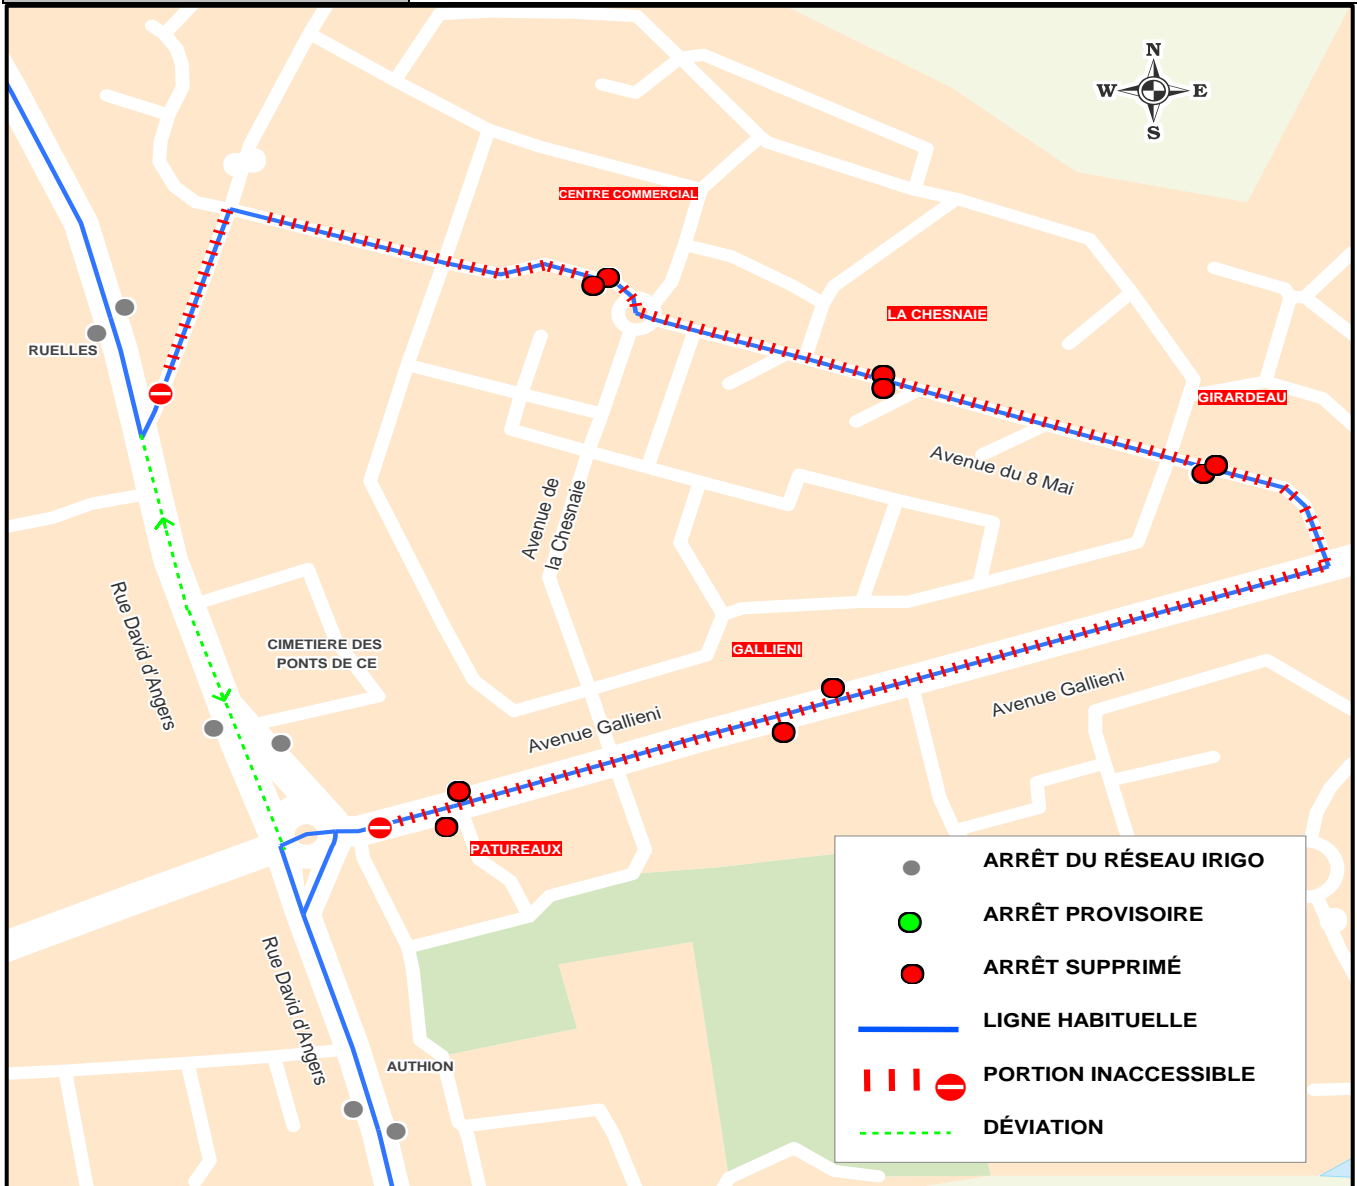 N
W E
S
CENTRE COMMERCIAL
LA CHESNAIE
RUELLES
GIRARDEAU
Avenue du 8 Mai
Avenue de
la Chesnaie
Rue David d'Angers
CIMETIERE DES
PONTS DE CE
GALLIENI
Avenue Gallieni
Avenue Gallieni
PATUREAUX
Rue David d'Angers
AUTHION
ARRÊT DU RÉSEAU IRIGO
ARRÊT PROVISOIRE
ARRÊT SUPPRIMÉ
LIGNE HABITUELLE
PORTION INACCESSIBLE
DÉVIATION